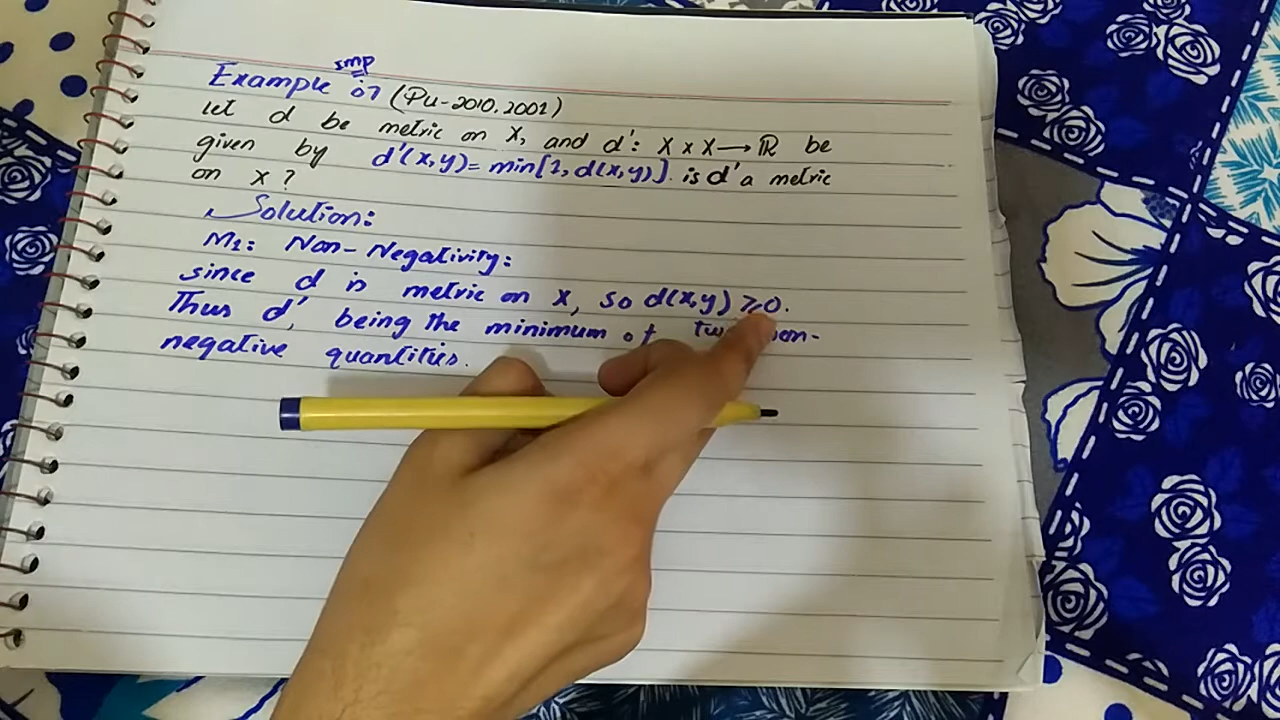 Imp
Example 07 (PU-2010,2001)
let d be metric on X, and d': X x X → R be
given by d'(x,y) = min[1, d(x,y)]. is d' a metric
on X ?
Solution:
M1: Non-Negativity:
since d is metric on X, so d(x,y) ≥ 0.
Thus d', being the minimum of non-
negative quantities.